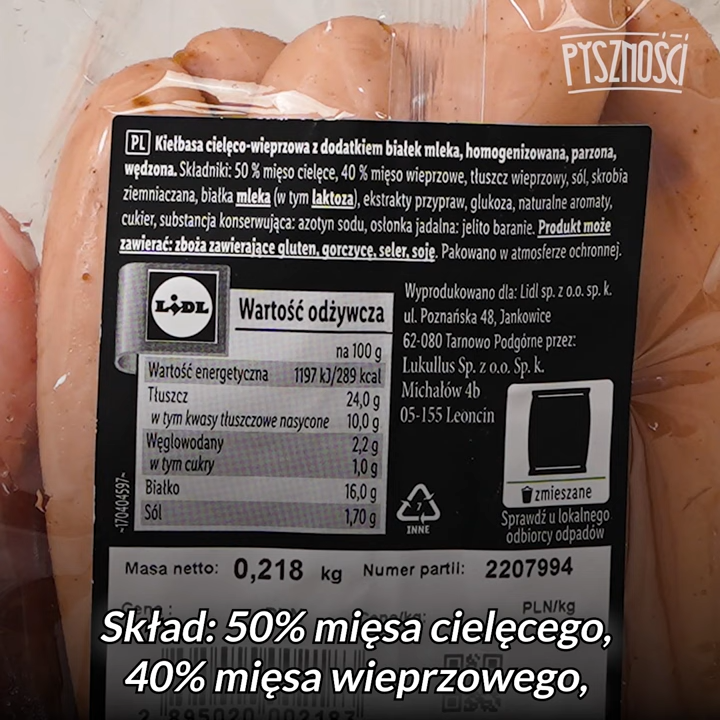 PYSZNOŚCI
PL Kiełbasa cielęco-wieprzowa z dodatkiem białek mleka, homogenizowana, parzona,
wędzona. Składniki: 50 % mięso cielęce, 40 % mięso wieprzowe, tłuszcz wieprzowy, sól, skrobia
ziemniaczana, białka mleka (w tym laktoza), ekstrakty przypraw, glukoza, naturalne aromaty,
cukier, substancja konserwująca: azotyn sodu, osłonka jadalna: jelito baranie. Produkt może
zawierać: zboża zawierające gluten, gorczycę, seler, soję. Pakowano w atmosferze ochronnej.
LIDL
Wartość odżywcza
na 100 g
Wartość energetyczna 1197 kJ/289 kcal
Tłuszcz 24,0 g
w tym kwasy tłuszczowe nasycone 10,0 g
Węglowodany 2,2 g
w tym cukry 1,0 g
Białko 16,0 g
Sól 1,70 g
~170404597~
Wyprodukowano dla: Lidl sp. z o.o. sp. k.
ul. Poznańska 48, Jankowice
62-080 Tarnowo Podgórne przez:
Lukullus Sp. z o.o. Sp. k.
Michałów 4b
05-155 Leoncin
7
INNE
zmieszane
Sprawdź u lokalnego
odbiorcy odpadów
Masa netto: 0,218 kg Numer partii: 2207994
Cena : PLN/kg
Skład: 50% mięsa cielęcego,
40% mięsa wieprzowego,